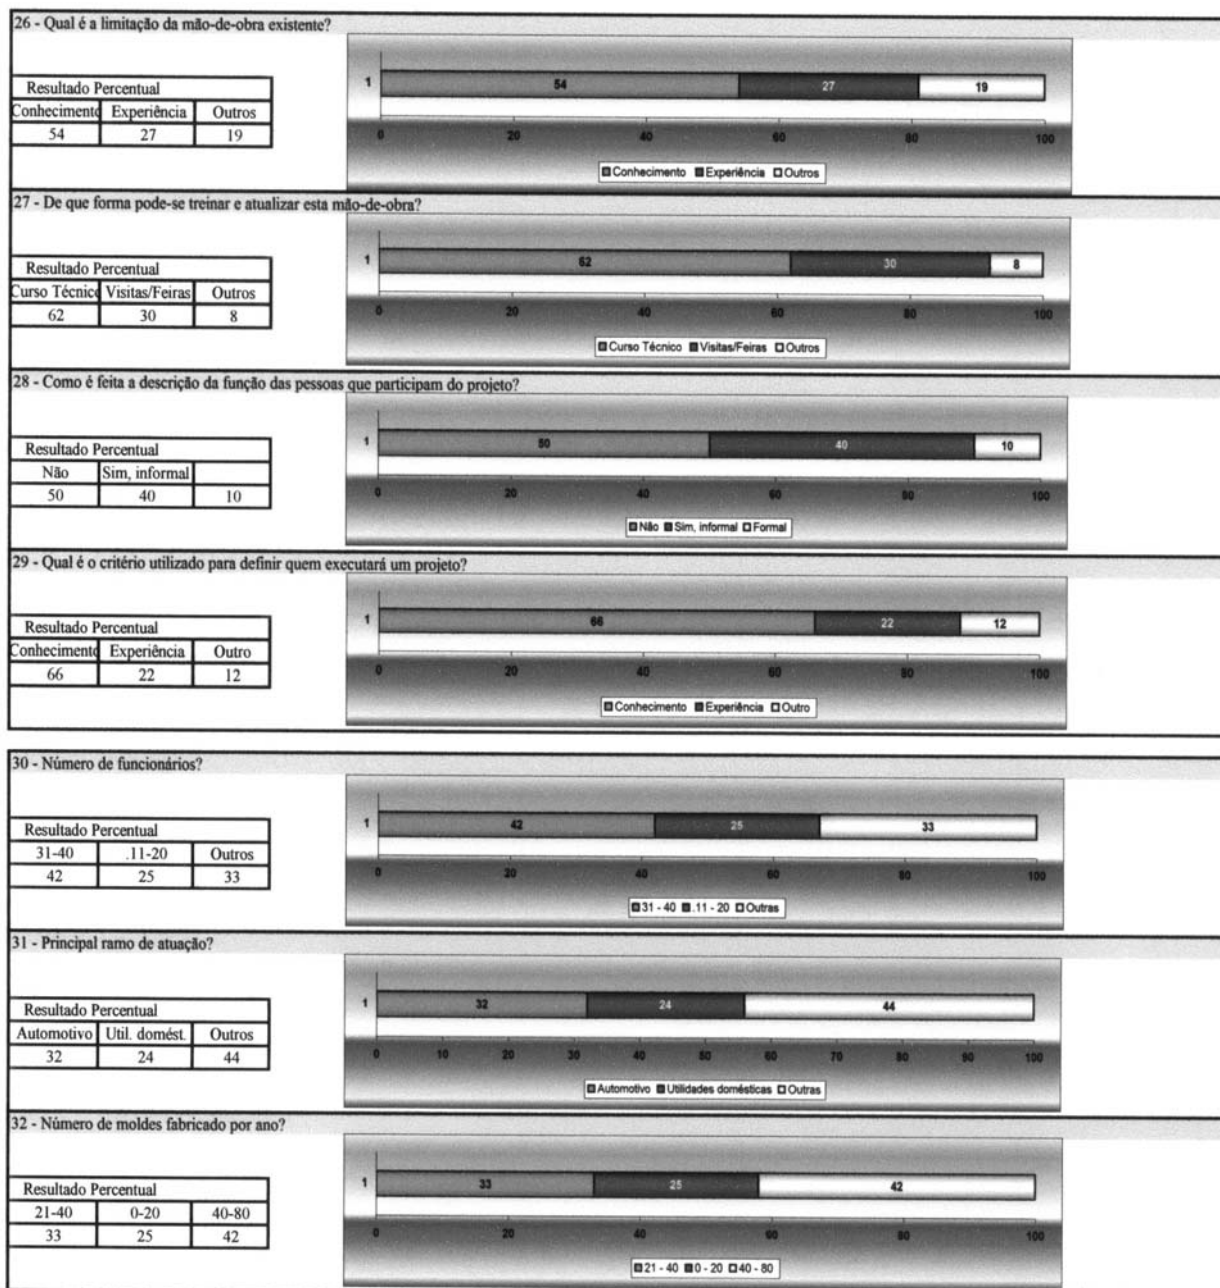 26 - Qual é a limitação da mão-de-obra existente?
Resultado Percentual
Conhecimento Experiência Outros
54 27 19
1 54 27 19
0 20 40 60 80 100
Conhecimento Experiência Outros
27 - De que forma pode-se treinar e atualizar esta mão-de-obra?
Resultado Percentual
Curso Técnico Visitas/Feiras Outros
62 30 8
1 62 30 8
0 20 40 60 80 100
Curso Técnico Visitas/Feiras Outros
28 - Como é feita a descrição da função das pessoas que participam do projeto?
Resultado Percentual
Não Sim, informal
50 40 10
1 50 40 10
0 20 40 60 80 100
Não Sim, informal Formal
29 - Qual é o critério utilizado para definir quem executará um projeto?
Resultado Percentual
Conhecimento Experiência Outro
66 22 12
1 66 22 12
0 20 40 60 80 100
Conhecimento Experiência Outro
30 - Número de funcionários?
Resultado Percentual
31-40 .11-20 Outros
42 25 33
1 42 25 33
0 20 40 60 80 100
31 - 40 .11 - 20 Outras
31 - Principal ramo de atuação?
Resultado Percentual
Automotivo Util. domést. Outros
32 24 44
1 32 24 44
0 10 20 30 40 50 60 70 80 90 100
Automotivo Utilidades domésticas Outras
32 - Número de moldes fabricado por ano?
Resultado Percentual
21-40 0-20 40-80
33 25 42
1 33 25 42
0 20 40 60 80 100
21 - 40 0 - 20 40 - 80